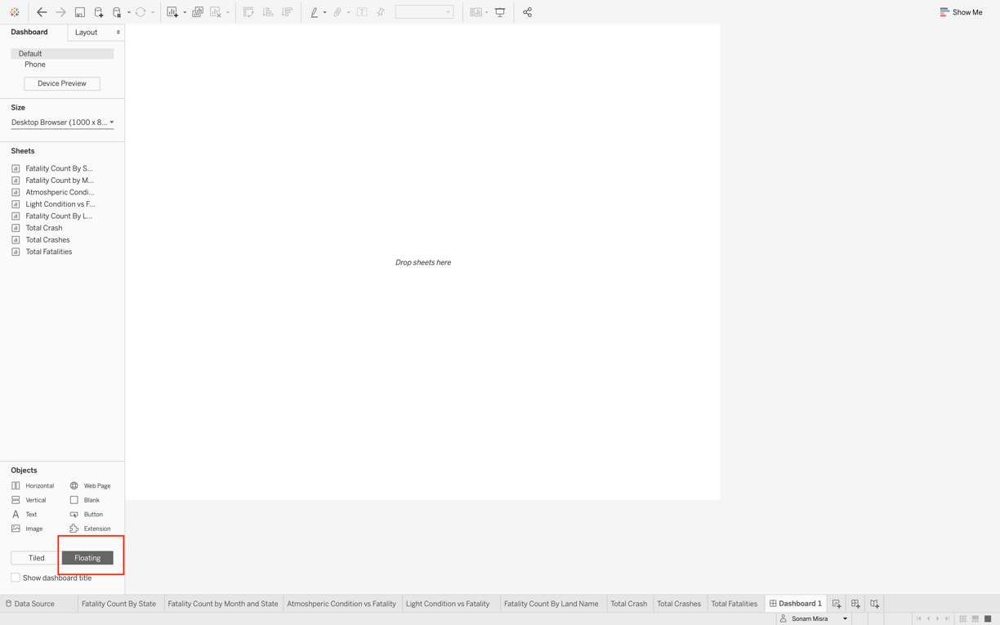 Show Me
Dashboard Layout
Default
Phone
Device Preview
Size
Desktop Browser (1000 x 8...
Sheets
Fatality Count By S...
Fatality Count by M...
Atmoshperic Condi...
Light Condition vs F...
Fatality Count By L...
Total Crash
Total Crashes
Total Fatalities
Drop sheets here
Objects
Horizontal Web Page
Vertical Blank
Text Button
Image Extension
Tiled Floating
Show dashboard title
Data Source Fatality Count By State Fatality Count by Month and State Atmoshperic Condition vs Fatality Light Condition vs Fatality Fatality Count By Land Name Total Crash Total Crashes Total Fatalities Dashboard 1
Sonam Misra